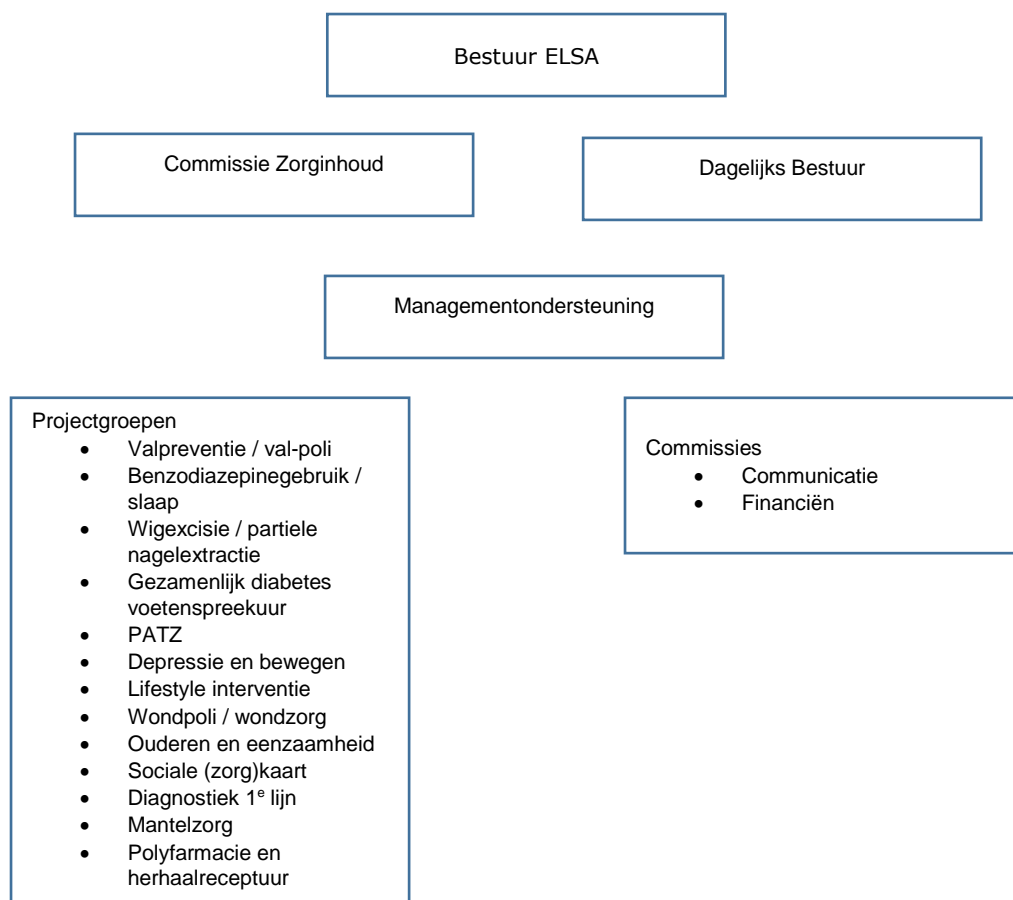 Bestuur ELSA
Commissie Zorginhoud
Dagelijks Bestuur
Managementondersteuning
Projectgroepen
• Valpreventie / val-poli
• Benzodiazepinegebruik /
slaap
• Wigexcisie / partiele
nagelextractie
• Gezamenlijk diabetes
voetenspreekuur
• PATZ
• Depressie en bewegen
• Lifestyle interventie
• Wondpoli / wondzorg
• Ouderen en eenzaamheid
• Sociale (zorg)kaart
• Diagnostiek 1e lijn
• Mantelzorg
• Polyfarmacie en
herhaalreceptuur
Commissies
• Communicatie
• Financiën